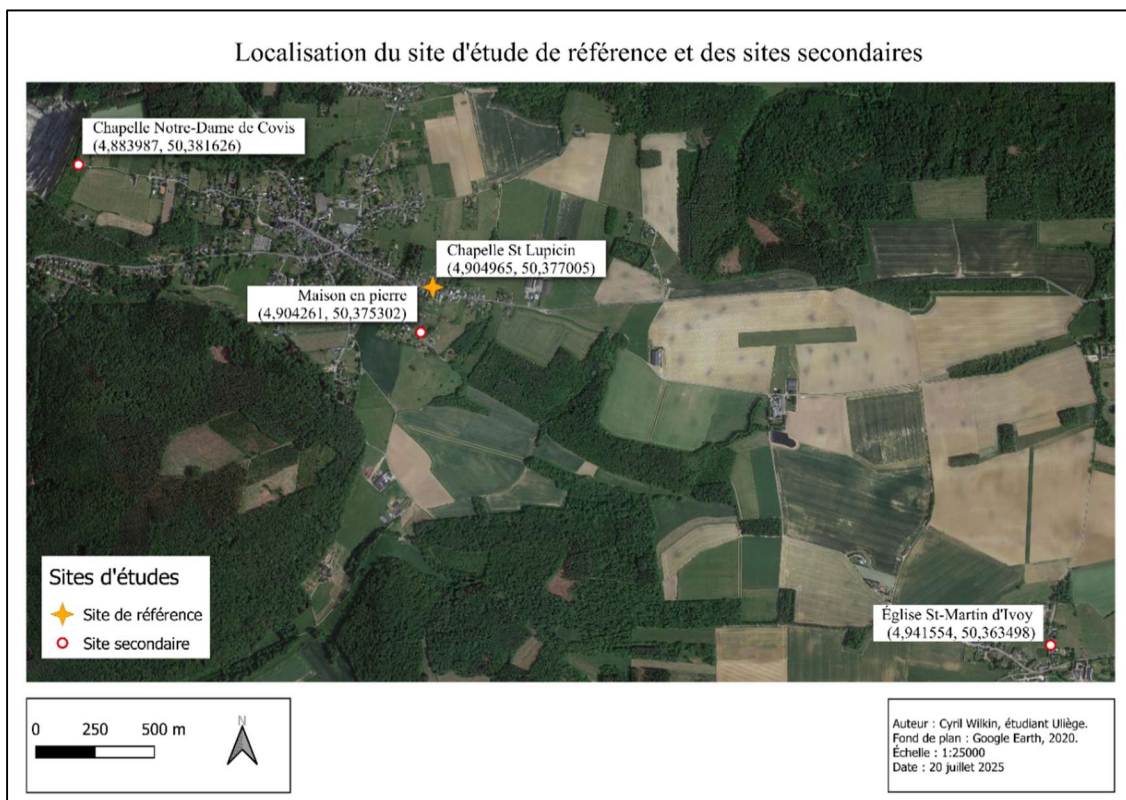 Localisation du site d'étude de référence et des sites secondaires
Chapelle Notre-Dame de Covis
(4,883987, 50,381626)
Chapelle St Lupicin
(4,904965, 50,377005)
Maison en pierre
(4,904261, 50,375302)
Église St-Martin d'Ivoy
(4,941554, 50,363498)
Sites d'études
Site de référence
Site secondaire
0 250 500 m
N
Auteur : Cyril Wilkin, étudiant Uliège.
Fond de plan : Google Earth, 2020.
Échelle : 1:25000
Date : 20 juillet 2025